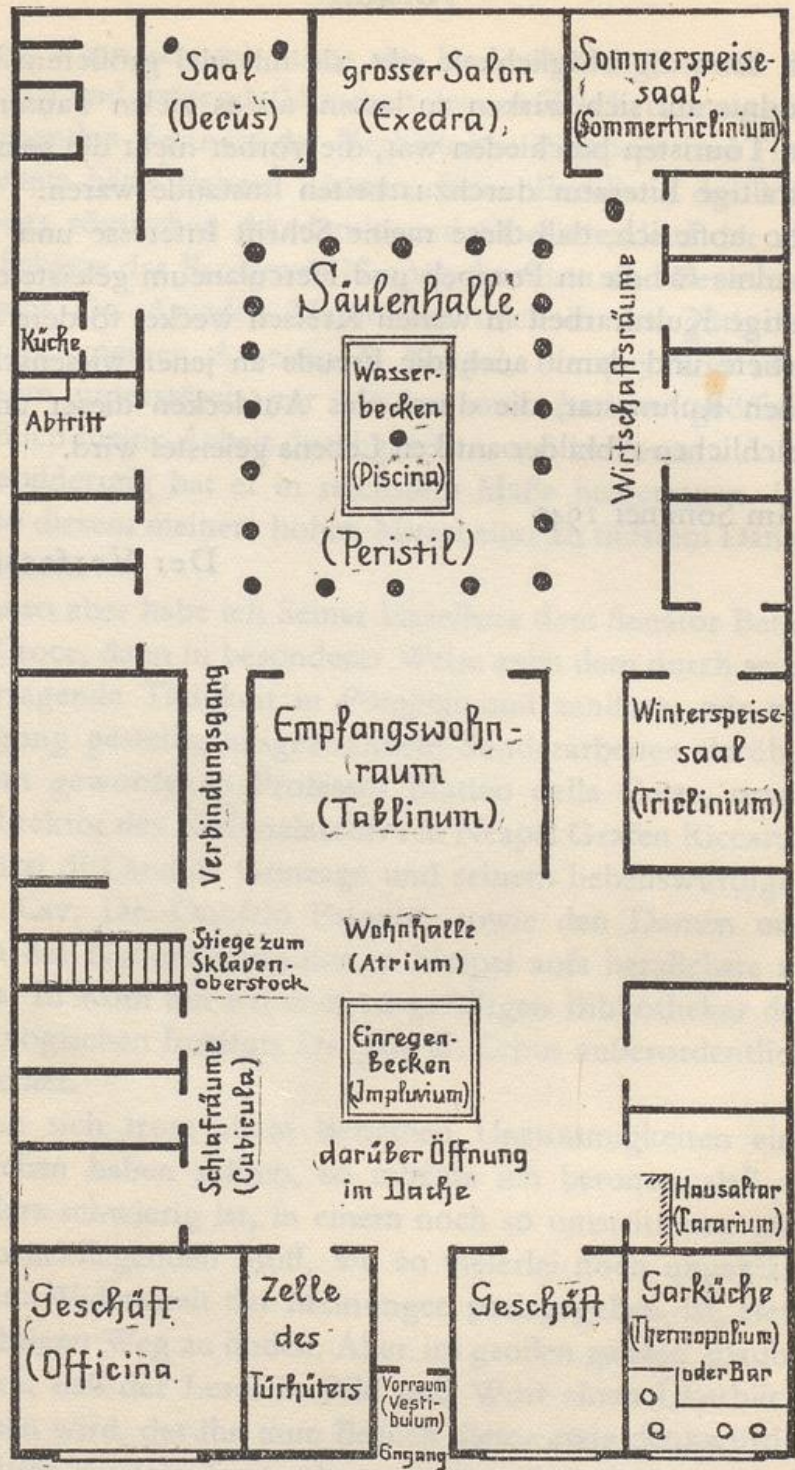 Saal
(Oecüs)
grosser Salon
(Exedra)
Sommerspeise-
saal
(Sommertriclinium)
Säulenhalle
Küche
Abtritt
Wasser-
becken
(Piscina)
(Peristil)
Wirtschaftsräume
Verbindungsgang
Empfangswohn-
raum
(Tablinum)
Winterspeise-
saal
(Triclinium)
Stiege zum
Sklaven-
oberstock
Wohnhalle
(Atrium)
Einregen-
becken
(Impluvium)
Schlafräume
(Cubicula)
darüber Öffnung
im Dache
Hausaltar
(Lararium)
Geschäft
(Officina
Zelle
des
Türhüters
Geschäft
Garküche
(Thermopolium)
oder Bar
Vorraum
(Vesti-
bulum)
Eingang